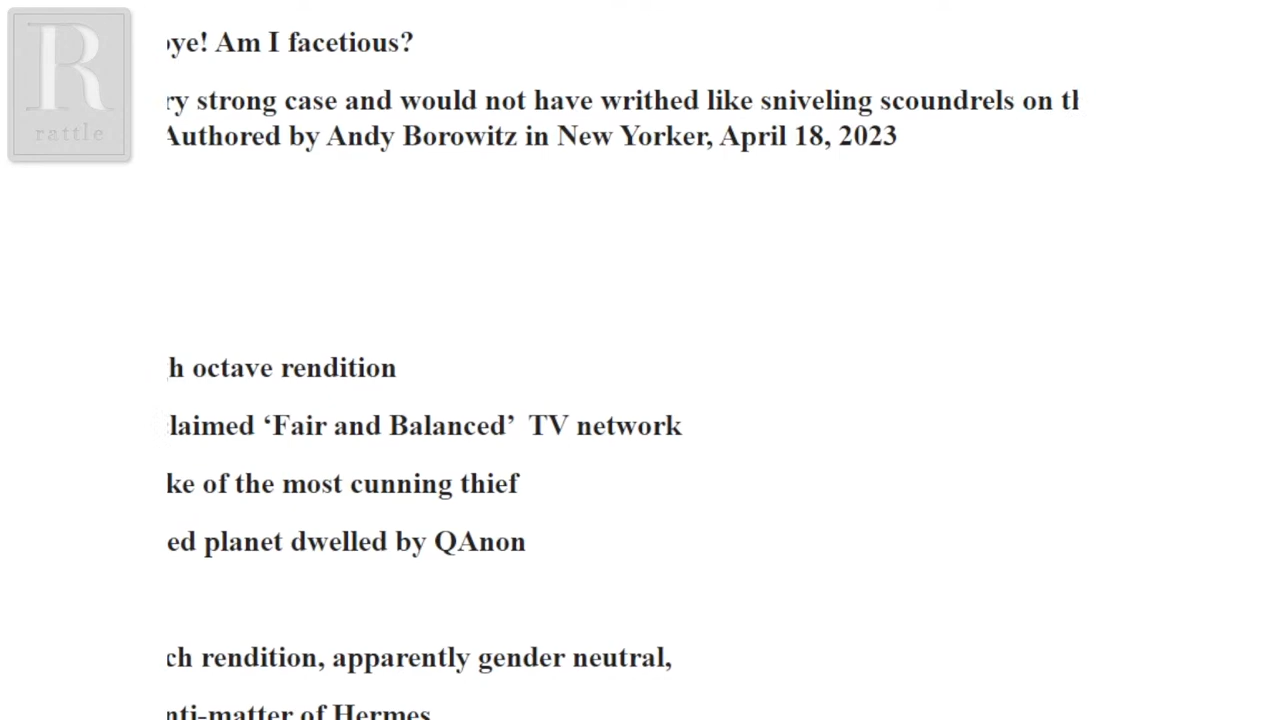 R
rattle
ye! Am I facetious?
ry strong case and would not have writhed like sniveling scoundrels on
Authored by Andy Borowitz in New Yorker, April 18, 2023
h octave rendition
laimed ‘Fair and Balanced’ TV network
ke of the most cunning thief
ed planet dwelled by QAnon
ch rendition, apparently gender neutral,
nti-matter of Hermes